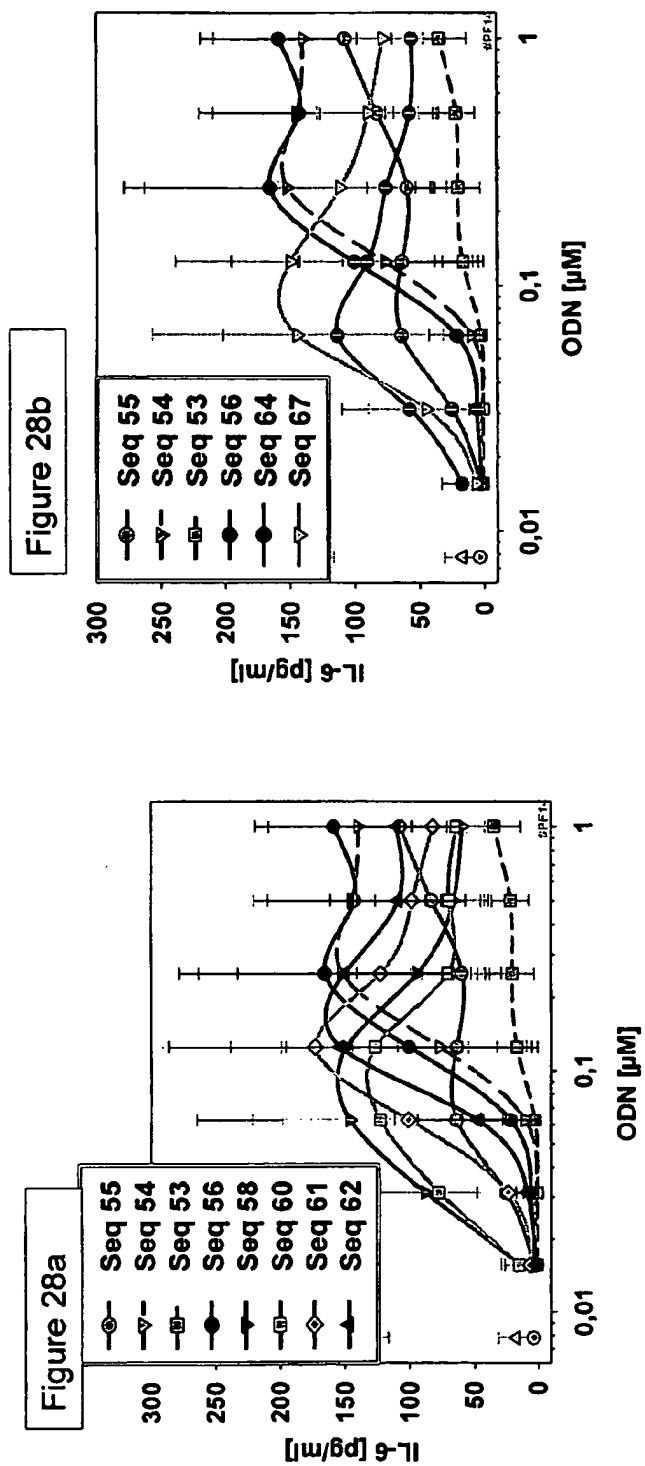 Figure 28a
Seq 55
Seq 54
Seq 53
Seq 56
Seq 58
Seq 60
Seq 61
Seq 62
IL-6 [pg/ml]
300
250
200
150
100
50
0
0,01
0,1
1
ODN [µM]
Figure 28b
Seq 55
Seq 54
Seq 53
Seq 56
Seq 64
Seq 67
IL-6 [pg/ml]
300
250
200
150
100
50
0
0,01
0,1
1
ODN [µM]
#PF14